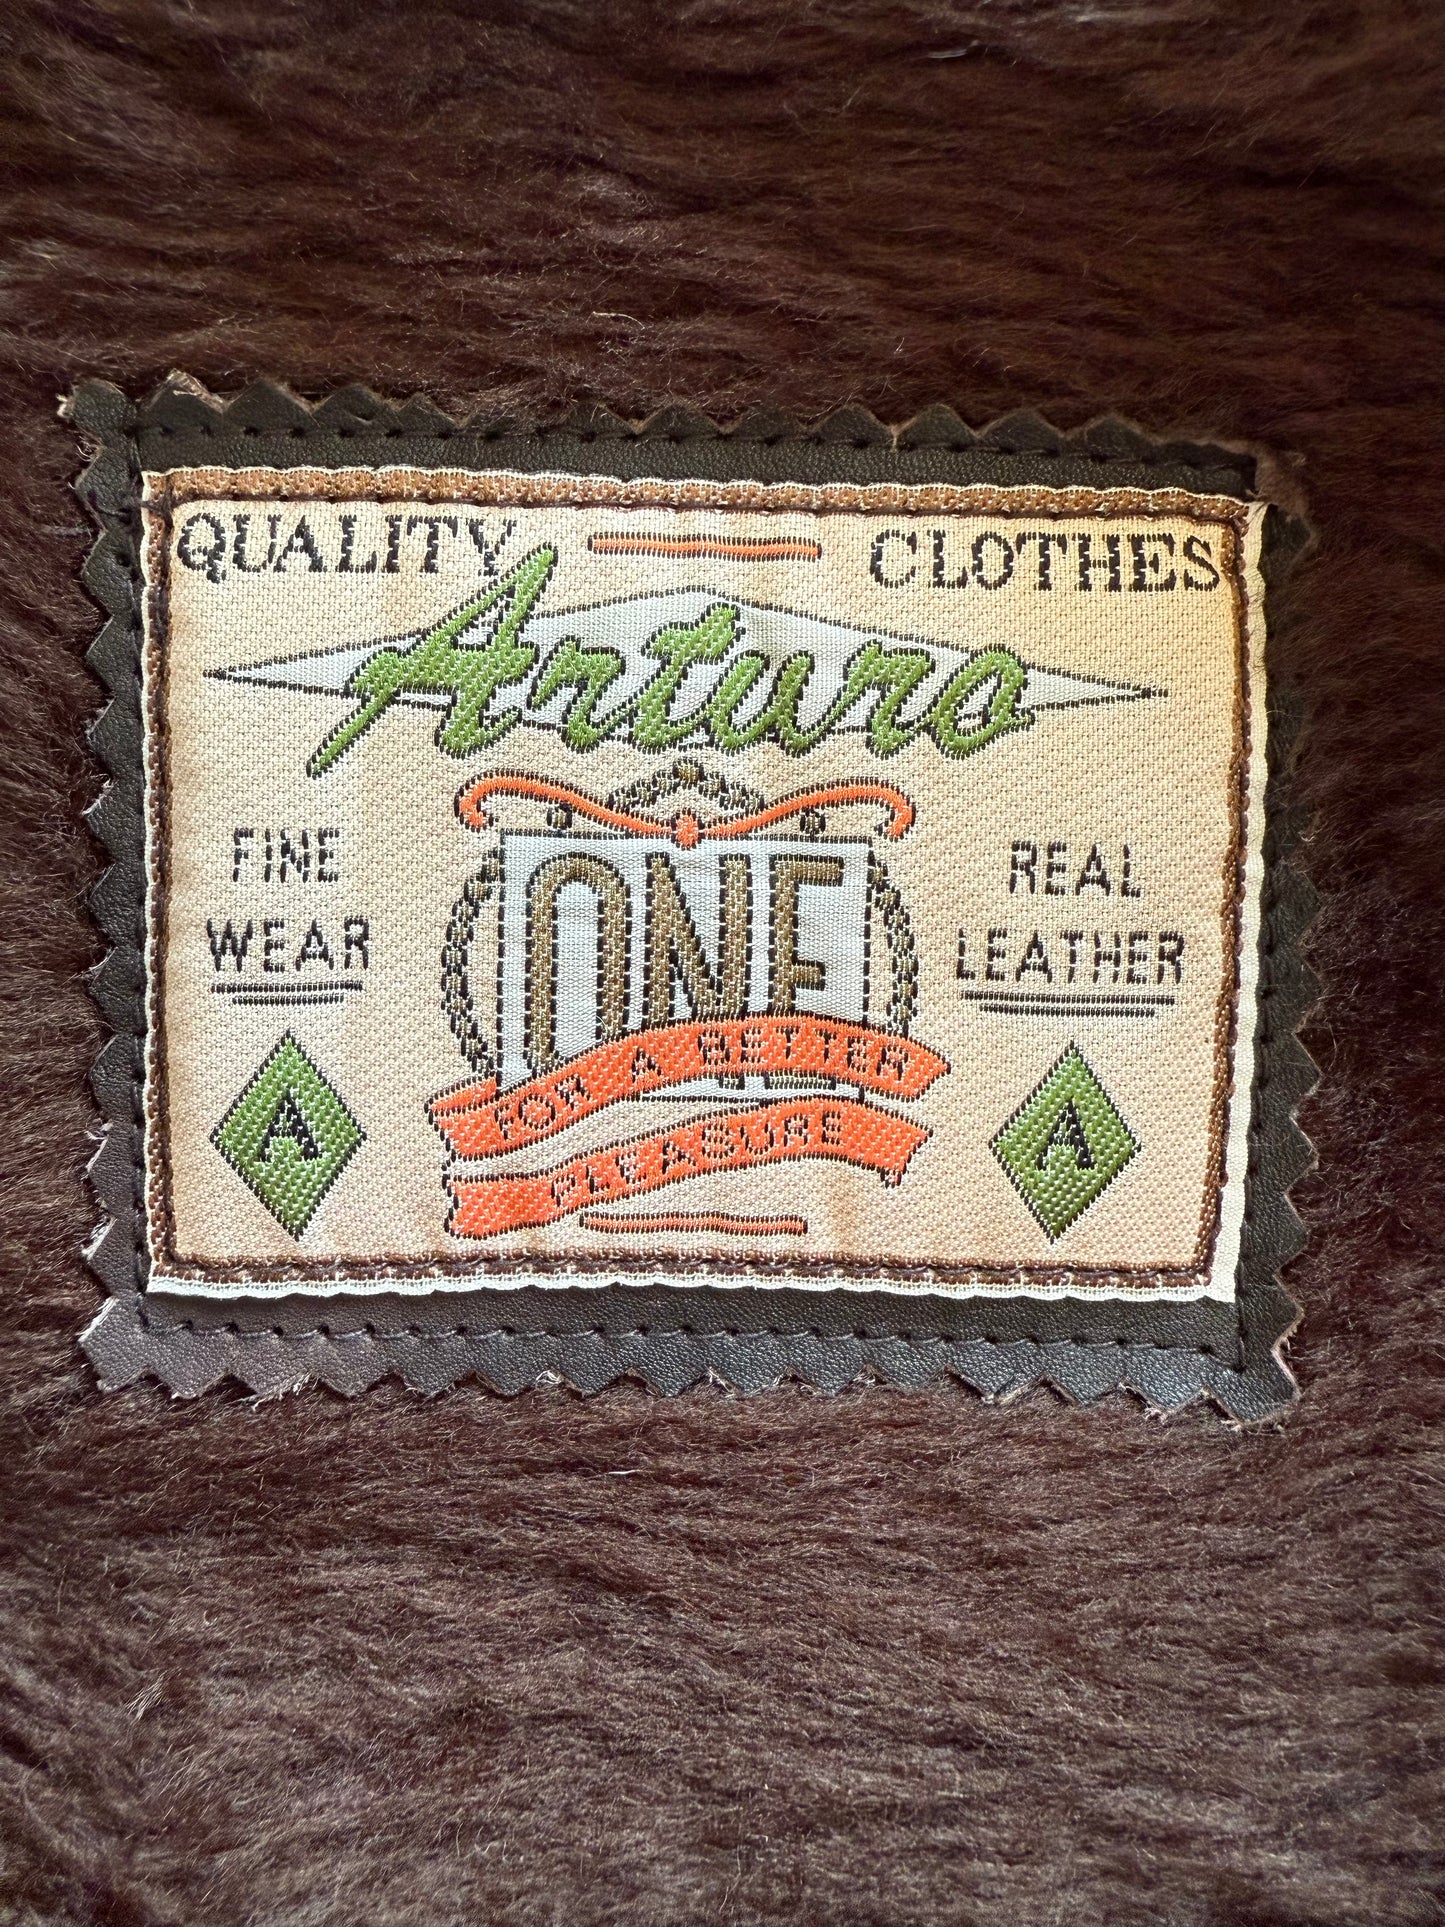 QUALITY CLOTHES
Arturo
FINE
WEAR
ONE
REAL
LEATHER
FOR A BETTER
PLEASURE
A
A